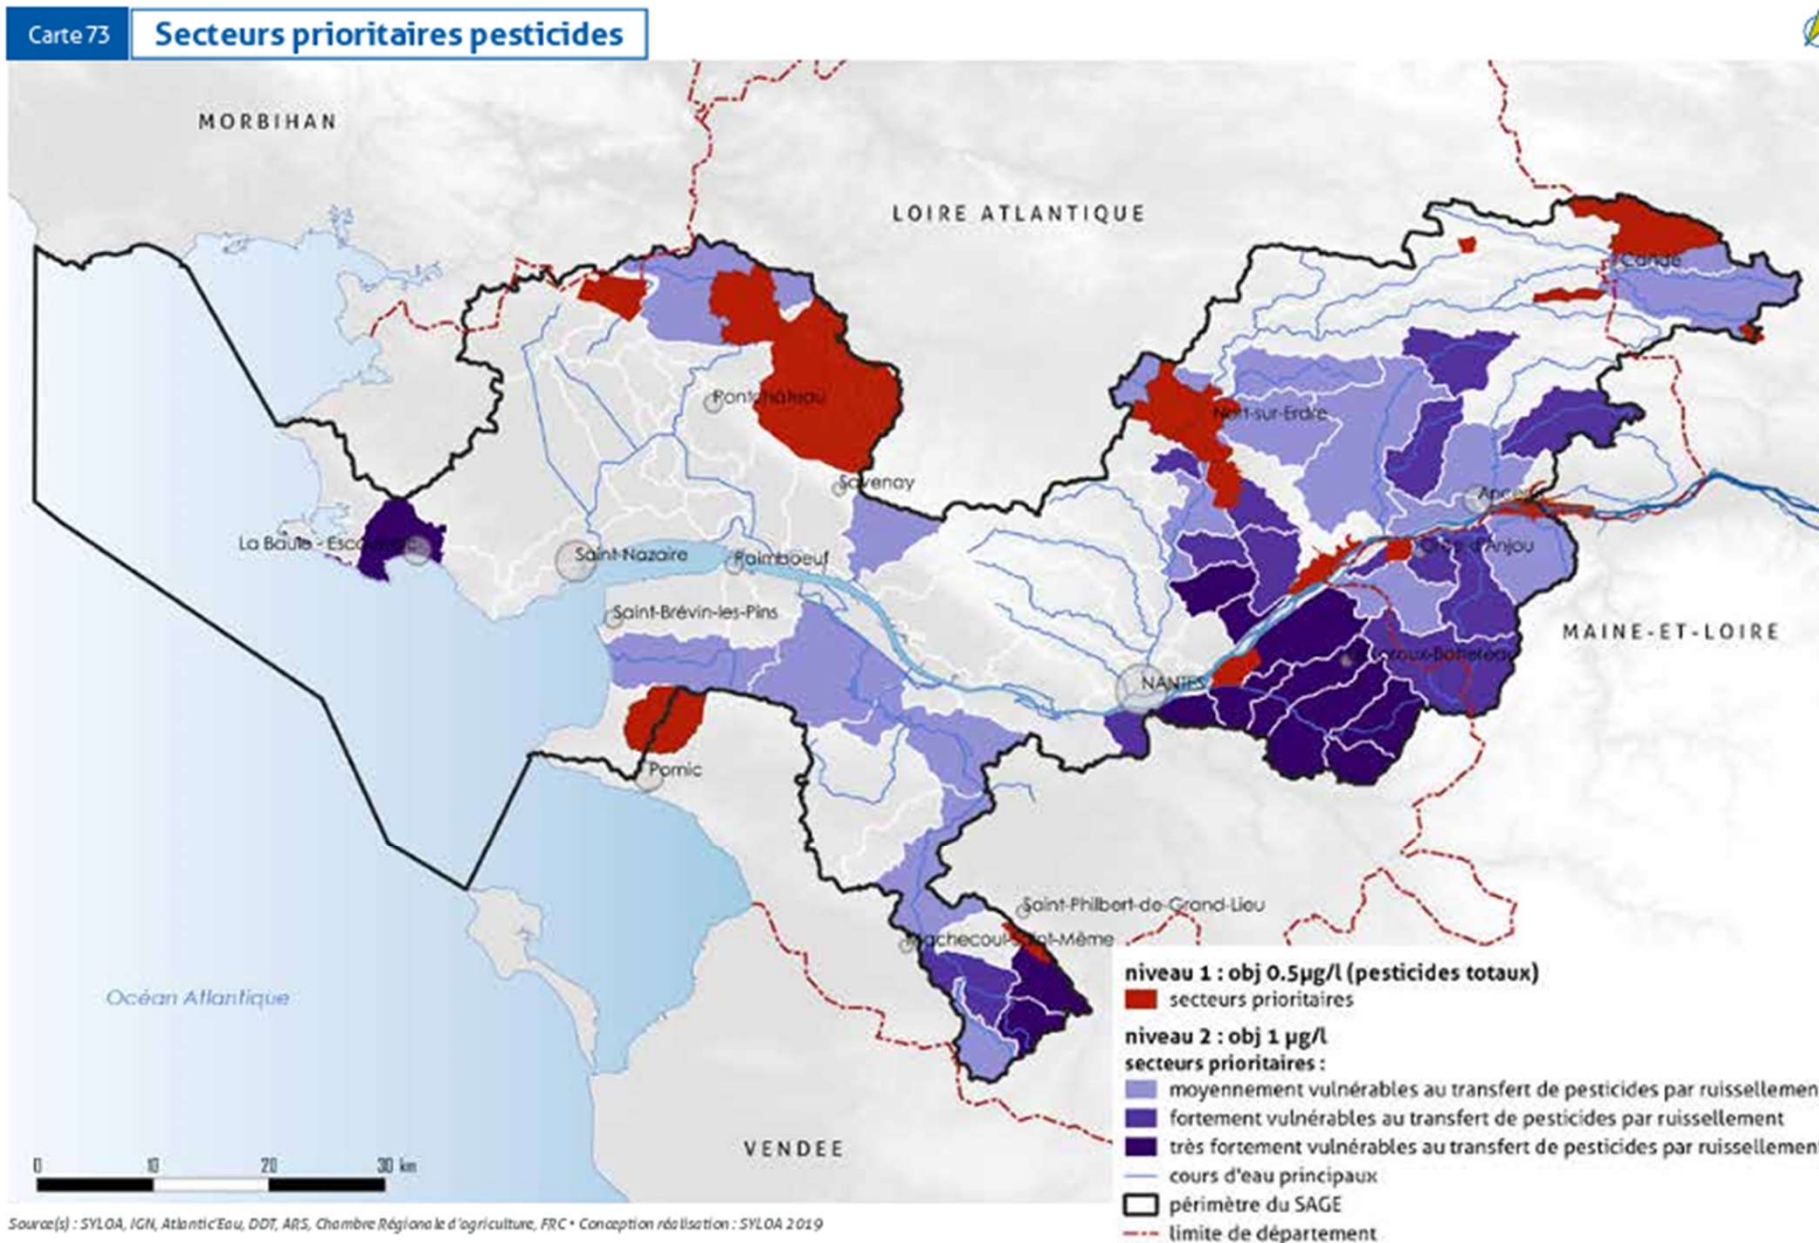 Carte 73
Secteurs prioritaires pesticides
MORBIHAN
LOIRE ATLANTIQUE
Candé
Pontchâteau
Nort-sur-Erdre
Savenay
Ancenis
La Baule - Escoublac
Saint-Nazaire
Paimboeuf
Orée d'Anjou
Saint-Brévin-les-Pins
MAINE-ET-LOIRE
NANTES
Pornic
Saint-Philbert-de-Grand-Lieu
Machecoul-Saint-Même
Océan Atlantique
VENDEE
0 10 20 30 km
niveau 1 : obj 0.5µg/l (pesticides totaux)
secteurs prioritaires
niveau 2 : obj 1 µg/l
secteurs prioritaires :
moyennement vulnérables au transfert de pesticides par ruissellemen
fortement vulnérables au transfert de pesticides par ruissellement
très fortement vulnérables au transfert de pesticides par ruissellemen
cours d'eau principaux
périmètre du SAGE
limite de département
Source(s) : SYLOA, IGN, Atlantic'Eau, DDT, ARS, Chambre Régionale d'agriculture, FRC • Conception réalisation : SYLOA 2019